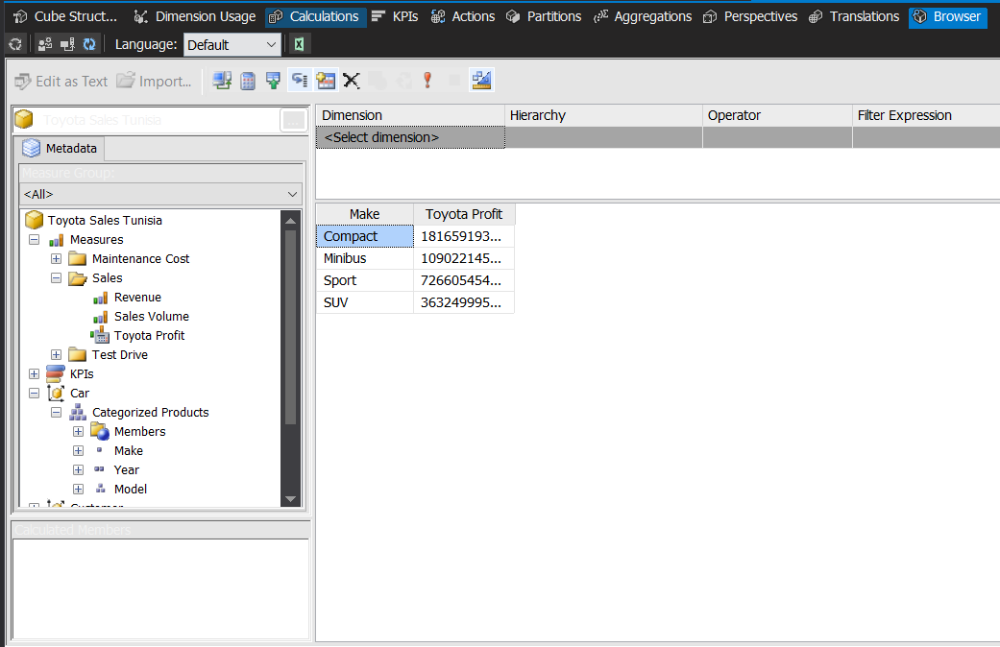 Cube Struct... Dimension Usage Calculations KPIs Actions Partitions Aggregations Perspectives Translations Browser
Language: Default
Edit as Text Import...
Toyota Sales Tunisia ...
Metadata
Measure Group:
<All>
Toyota Sales Tunisia
Measures
Maintenance Cost
Sales
Revenue
Sales Volume
Toyota Profit
Test Drive
KPIs
Car
Categorized Products
Members
Make
Year
Model
Customer
Calculated Members
Dimension Hierarchy Operator Filter Expression
<Select dimension>
Make Toyota Profit
Compact 181659193...
Minibus 109022145...
Sport 726605454...
SUV 363249995...